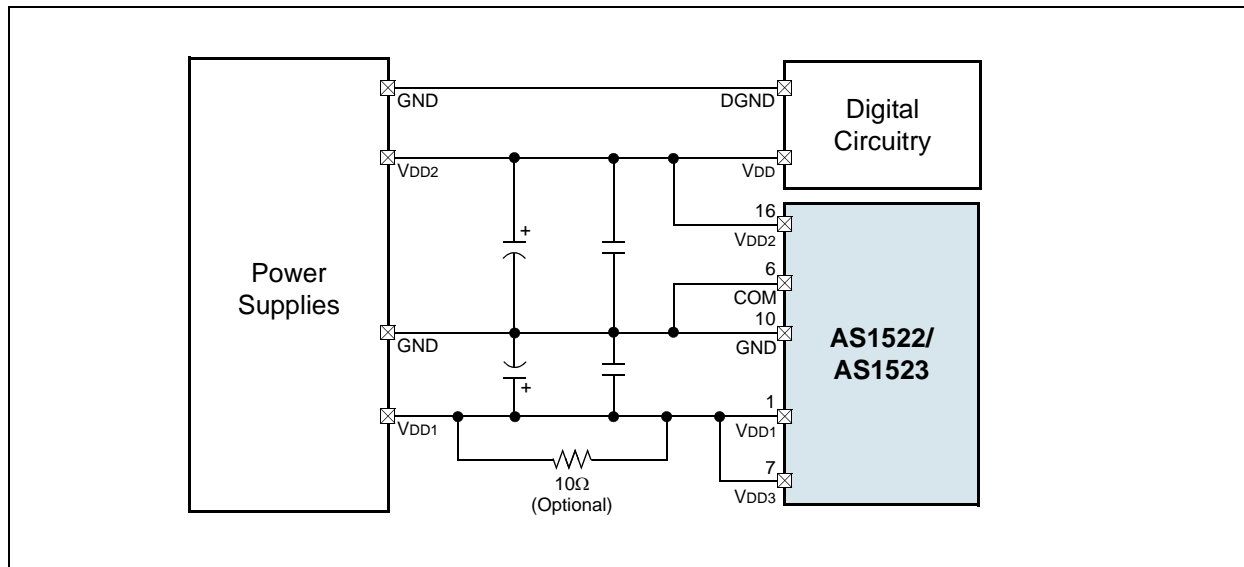 Power
Supplies
GND
VDD2
GND
VDD1
+
+
10Ω
(Optional)
DGND
VDD
Digital
Circuitry
16
VDD2
6
COM
10
GND
1
VDD1
7
VDD3
AS1522/
AS1523